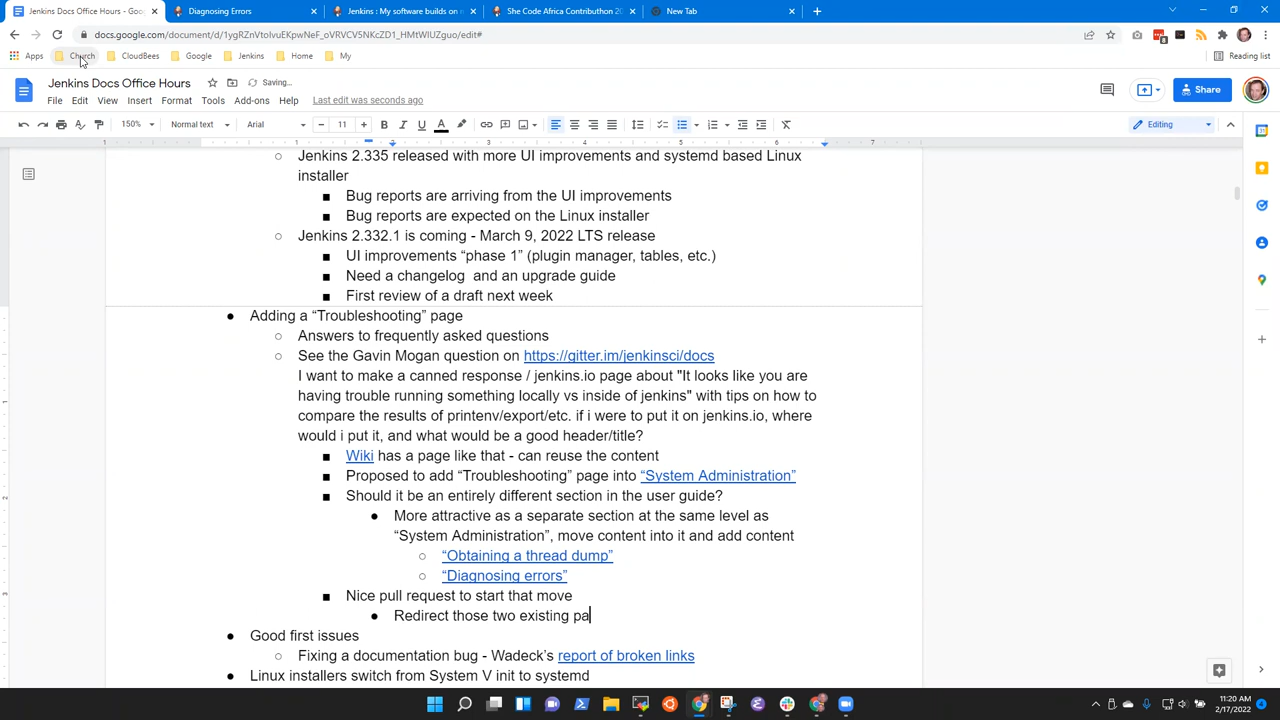 Jenkins Docs Office Hours - Goo
Diagnosing Errors
Jenkins : My software builds on m
She Code Africa Contributhon 20
New Tab
docs.google.com/document/d/1ygRZnVtoIvuEKpwNeF_oVRVCV5NKcZD1_HMtWIUZguo/edit#
8
Apps
Church
CloudBees
Google
Jenkins
Home
My
Reading list
Jenkins Docs Office Hours
Saving...
File Edit View Insert Format Tools Add-ons Help Last edit was seconds ago
Share
150% Normal text Arial 11 B I U A
Editing
1 1 2 3 4 5 6 7
Jenkins 2.335 released with more UI improvements and systemd based Linux
installer
Bug reports are arriving from the UI improvements
Bug reports are expected on the Linux installer
Jenkins 2.332.1 is coming - March 9, 2022 LTS release
UI improvements “phase 1” (plugin manager, tables, etc.)
Need a changelog  and an upgrade guide
First review of a draft next week
Adding a “Troubleshooting” page
Answers to frequently asked questions
See the Gavin Mogan question on https://gitter.im/jenkinsci/docs
I want to make a canned response / jenkins.io page about "It looks like you are
having trouble running something locally vs inside of jenkins" with tips on how to
compare the results of printenv/export/etc. if i were to put it on jenkins.io, where
would i put it, and what would be a good header/title?
Wiki has a page like that - can reuse the content
Proposed to add “Troubleshooting” page into “System Administration”
Should it be an entirely different section in the user guide?
More attractive as a separate section at the same level as
“System Administration”, move content into it and add content
“Obtaining a thread dump”
“Diagnosing errors”
Nice pull request to start that move
Redirect those two existing pa
Good first issues
Fixing a documentation bug - Wadeck’s report of broken links
Linux installers switch from System V init to systemd
11:20 AM
2/17/2022